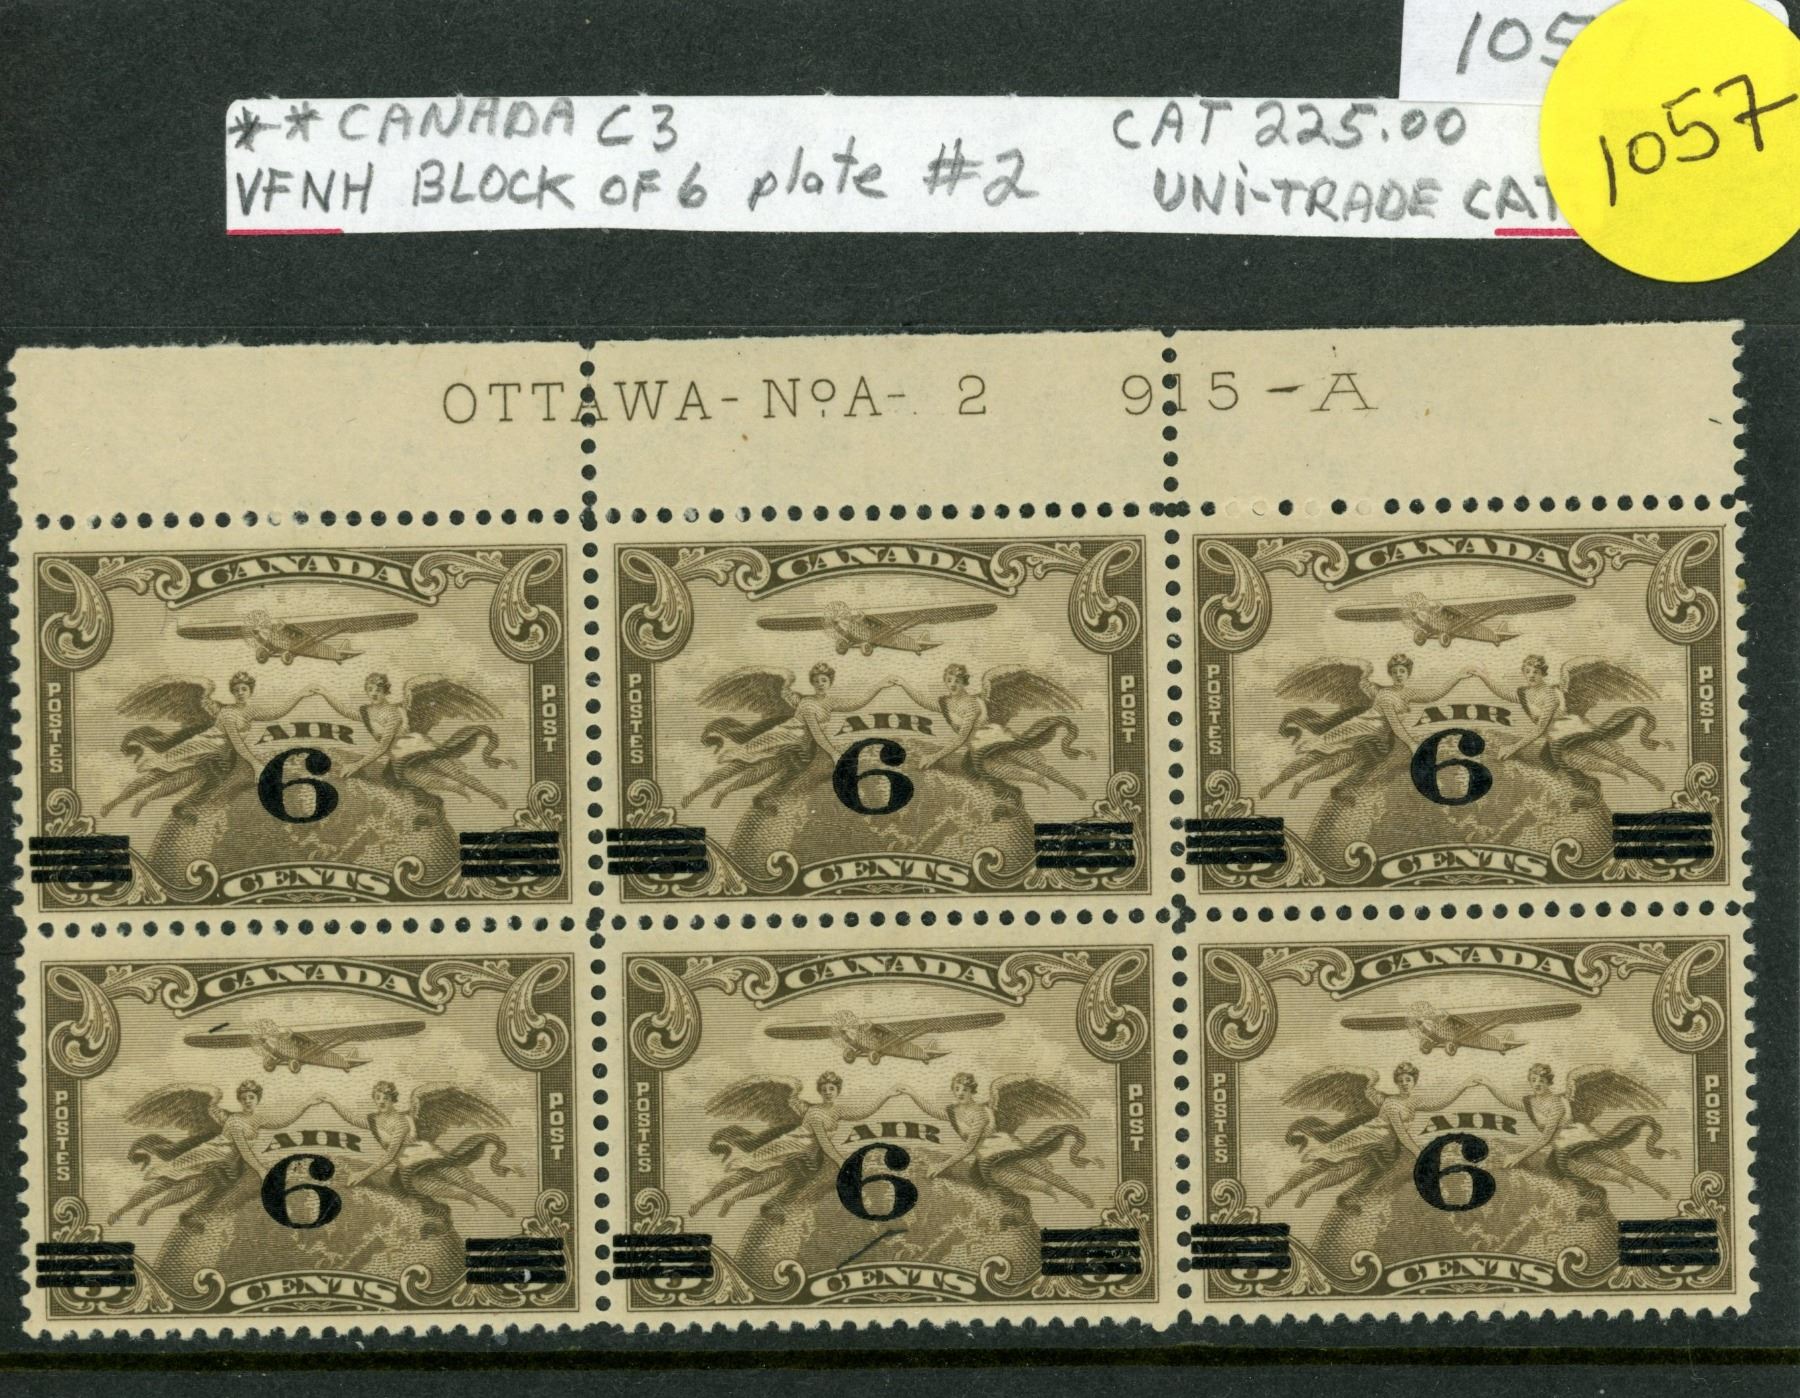 105
1057
** CANADA C3 CAT 225.00
VFNH BLOCK OF 6 plate #2 UNI-TRADE CAT
OTTAWA-No A- 2 915-A
CANADA CANADA CANADA
POSTES AIR POST POSTES AIR POST POSTES AIR POST
6 6 6
CENTS CENTS CENTS
CANADA CANADA CANADA
POSTES AIR POST POSTES AIR POST POSTES AIR POST
6 6 6
CENTS CENTS CENTS